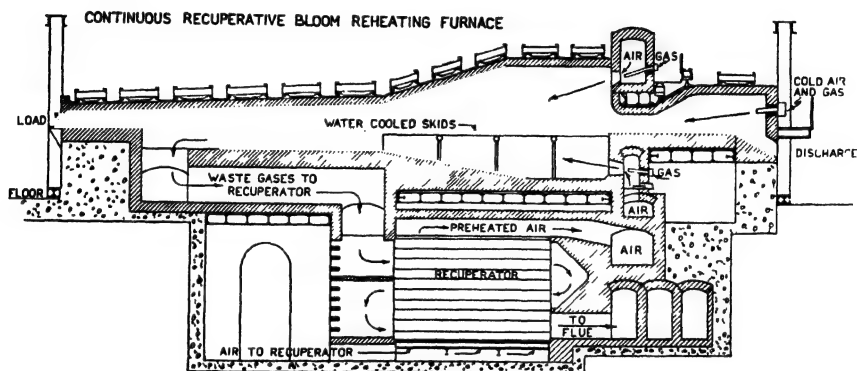 CONTINUOUS RECUPERATIVE BLOOM REHEATING FURNACE
AIR
GAS
COLD AIR
AND GAS
LOAD
WATER COOLED SKIDS
DISCHARGE
WASTE GASES TO
RECUPERATOR
GAS
FLOOR
AIR
PREHEATED AIR
AIR
RECUPERATOR
TO
FLUE
AIR TO RECUPERATOR